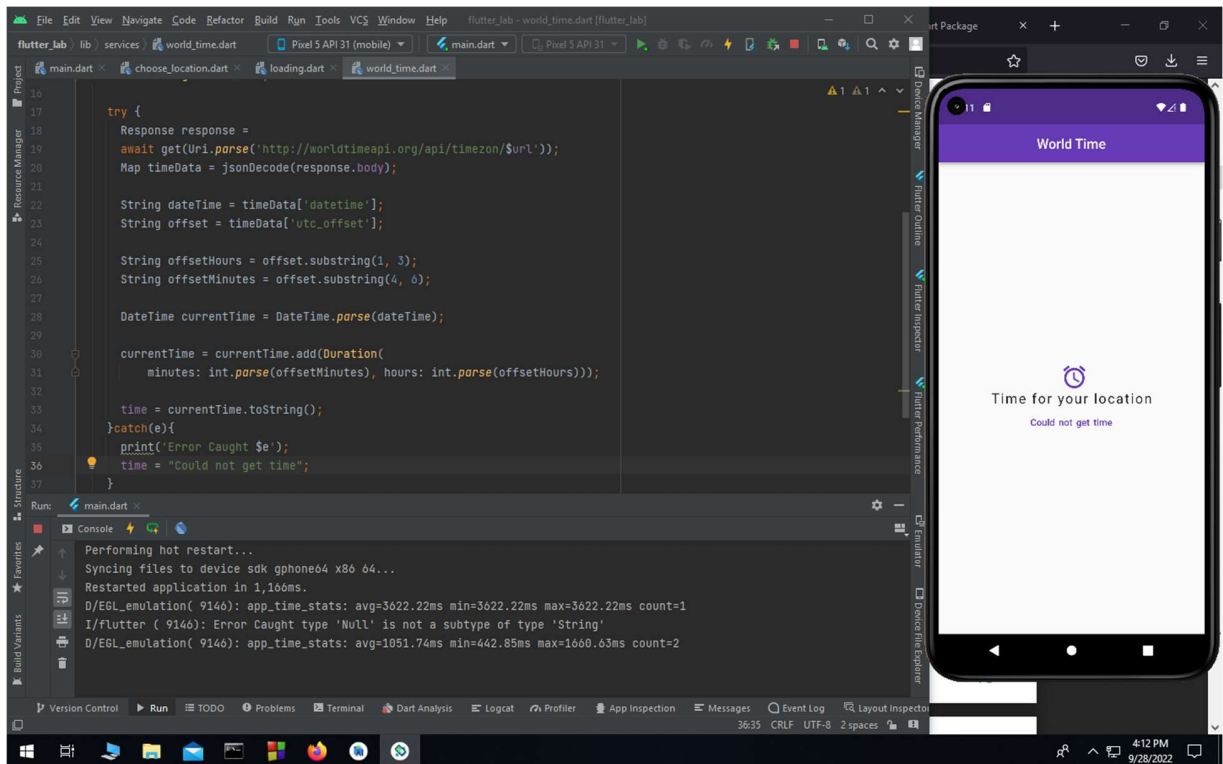 File Edit View Navigate Code Refactor Build Run Tools VCS Window Help flutter_lab - world_time.dart [flutter_lab]
flutter_lab lib services world_time.dart Pixel 5 API 31 (mobile) main.dart Pixel 5 API 31
main.dart choose_location.dart loading.dart world_time.dart
Project
Resource Manager
Structure
Favorites
Build Variants
16
1 1
17 try {
18 Response response =
19 await get(Uri.parse('http://worldtimeapi.org/api/timezon/$url'));
20 Map timeData = jsonDecode(response.body);
21
22 String dateTime = timeData['datetime'];
23 String offset = timeData['utc_offset'];
24
25 String offsetHours = offset.substring(1, 3);
26 String offsetMinutes = offset.substring(4, 6);
27
28 DateTime currentTime = DateTime.parse(dateTime);
29
30 currentTime = currentTime.add(Duration(
31 minutes: int.parse(offsetMinutes), hours: int.parse(offsetHours)));
32
33 time = currentTime.toString();
34 }catch(e){
35 print('Error Caught $e');
36 time = "Could not get time";
37 }
Run: main.dart
Console
Performing hot restart...
Syncing files to device sdk gphone64 x86 64...
Restarted application in 1,166ms.
D/EGL_emulation( 9146): app_time_stats: avg=3622.22ms min=3622.22ms max=3622.22ms count=1
I/flutter ( 9146): Error Caught type 'Null' is not a subtype of type 'String'
D/EGL_emulation( 9146): app_time_stats: avg=1051.74ms min=442.85ms max=1660.63ms count=2
Version Control Run TODO Problems Terminal Dart Analysis Logcat Profiler App Inspection Messages Event Log Layout Inspector
36:35 CRLF UTF-8 2 spaces
Device Manager
Flutter Outline
Flutter Inspector
Flutter Performance
Emulator
Device File Explorer
Package
11
World Time
Time for your location
Could not get time
4:12 PM
9/28/2022